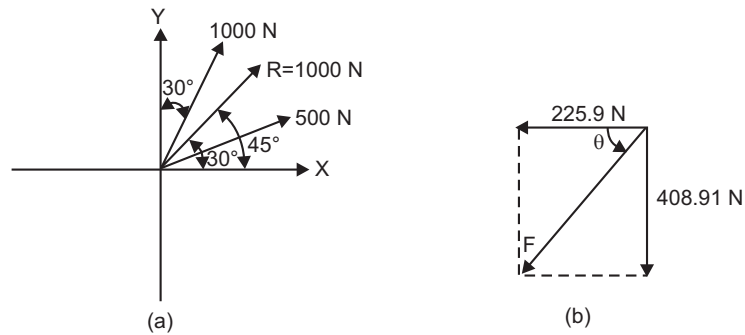 Y
1000 N
30°
R=1000 N
500 N
45°
30°
X
(a)
225.9 N
θ
408.91 N
F
(b)